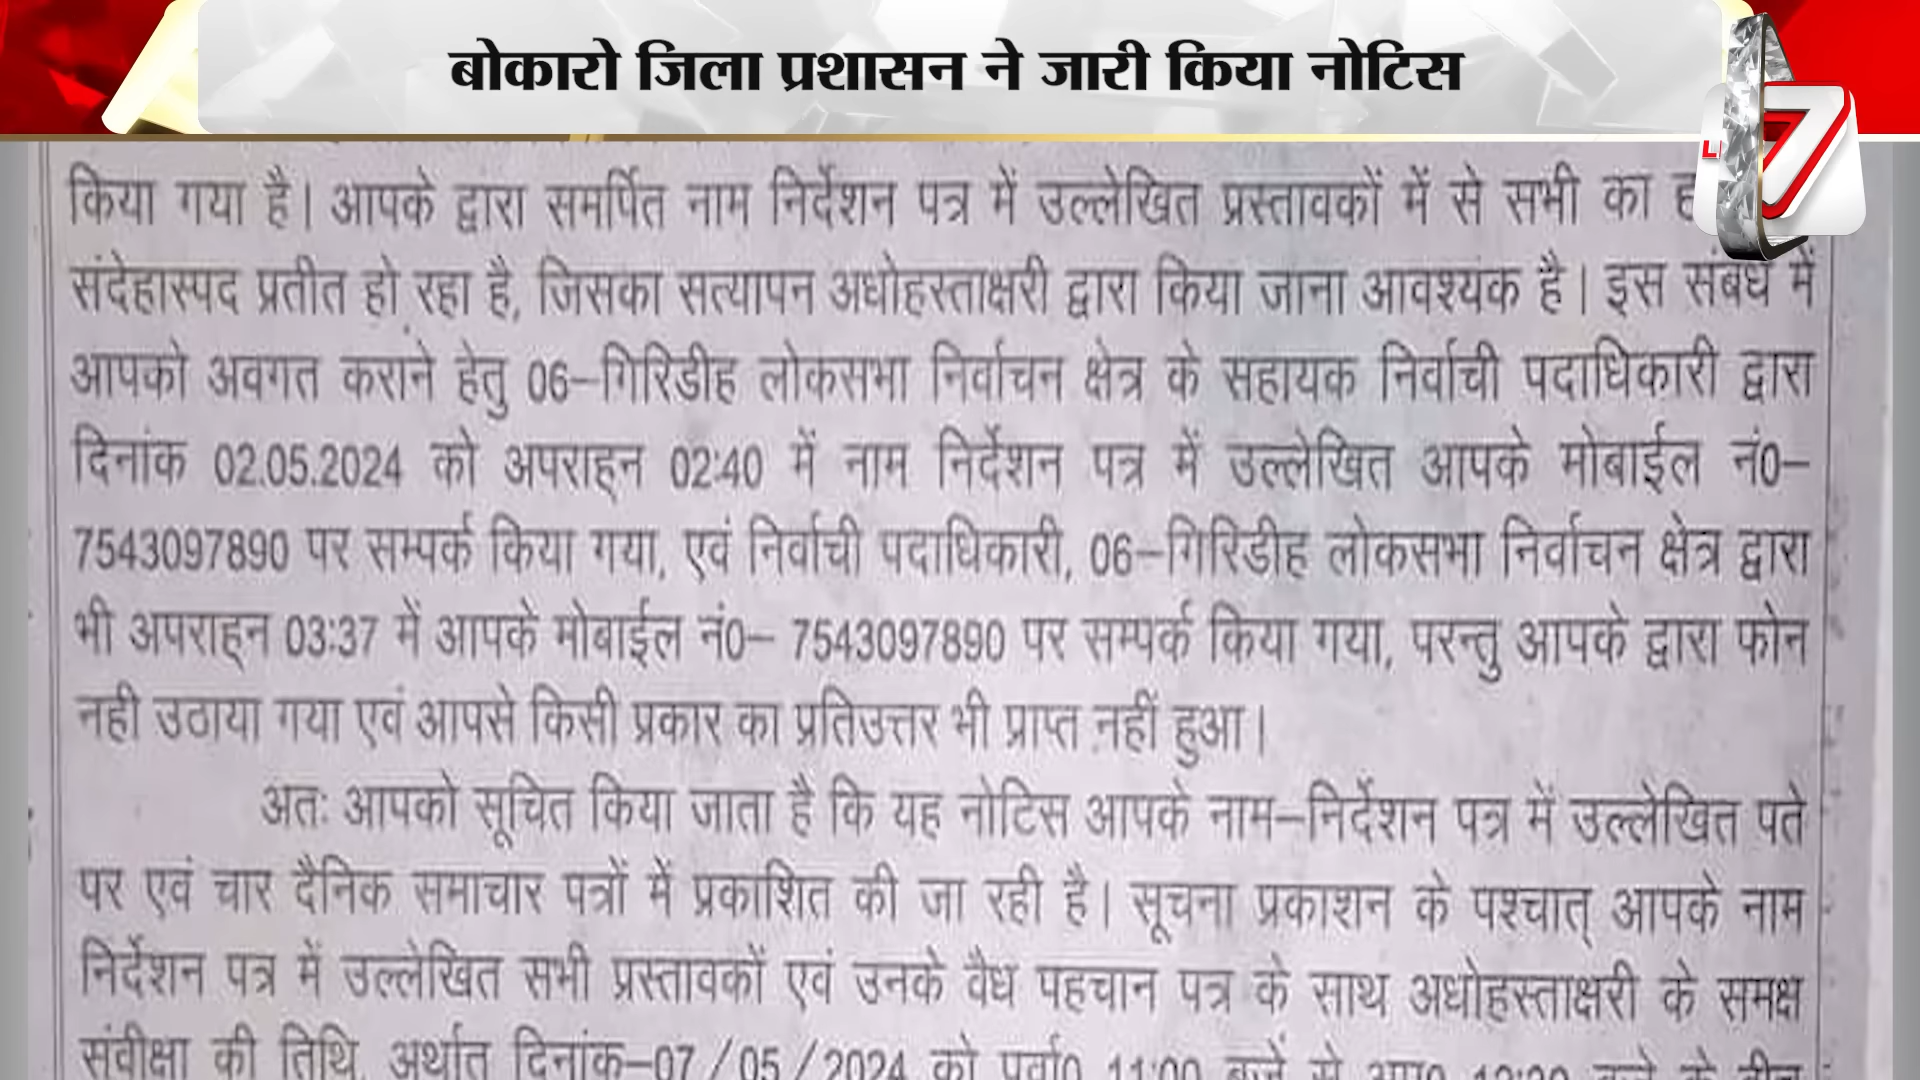 बोकारो जिला प्रशासन ने जारी किया नोटिस
7
किया गया है। आपके द्वारा समर्पित नाम निर्देशन पत्र में उल्लेखित प्रस्तावकों में से सभी का
संदेहास्पद प्रतीत हो रहा है, जिसका सत्यापन अधोहस्ताक्षरी द्वारा किया जाना आवश्यक है। इस संबंध में
आपको अवगत कराने हेतु 06–गिरिडीह लोकसभा निर्वाचन क्षेत्र के सहायक निर्वाची पदाधिकारी द्वारा
दिनांक 02.05.2024 को अपराह्न 02:40 में नाम निर्देशन पत्र में उल्लेखित आपके मोबाईल नं0–
7543097890 पर सम्पर्क किया गया, एवं निर्वाची पदाधिकारी, 06–गिरिडीह लोकसभा निर्वाचन क्षेत्र द्वारा
भी अपराह्न 03:37 में आपके मोबाईल नं0– 7543097890 पर सम्पर्क किया गया, परन्तु आपके द्वारा फोन
नही उठाया गया एवं आपसे किसी प्रकार का प्रतिउत्तर भी प्राप्त नहीं हुआ।
अतः आपको सूचित किया जाता है कि यह नोटिस आपके नाम–निर्देशन पत्र में उल्लेखित पते
पर एवं चार दैनिक समाचार पत्रों में प्रकाशित की जा रही है। सूचना प्रकाशन के पश्चात् आपके नाम
निर्देशन पत्र में उल्लेखित सभी प्रस्तावकों एवं उनके वैध पहचान पत्र के साथ अधोहस्ताक्षरी के समक्ष
संवीक्षा की तिथि, अर्थात दिनांक–07/05/2024 को पूर्वा0 11:00 बजे से